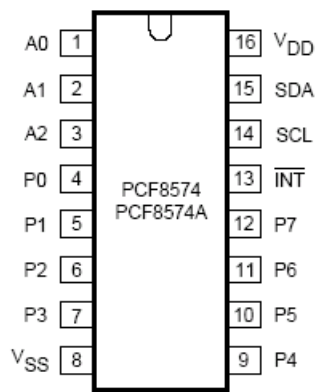 A0 1 16 VDD
A1 2 15 SDA
A2 3 14 SCL
P0 4 13 INT
PCF8574
P1 5 12 P7
PCF8574A
P2 6 11 P6
P3 7 10 P5
VSS 8 9 P4